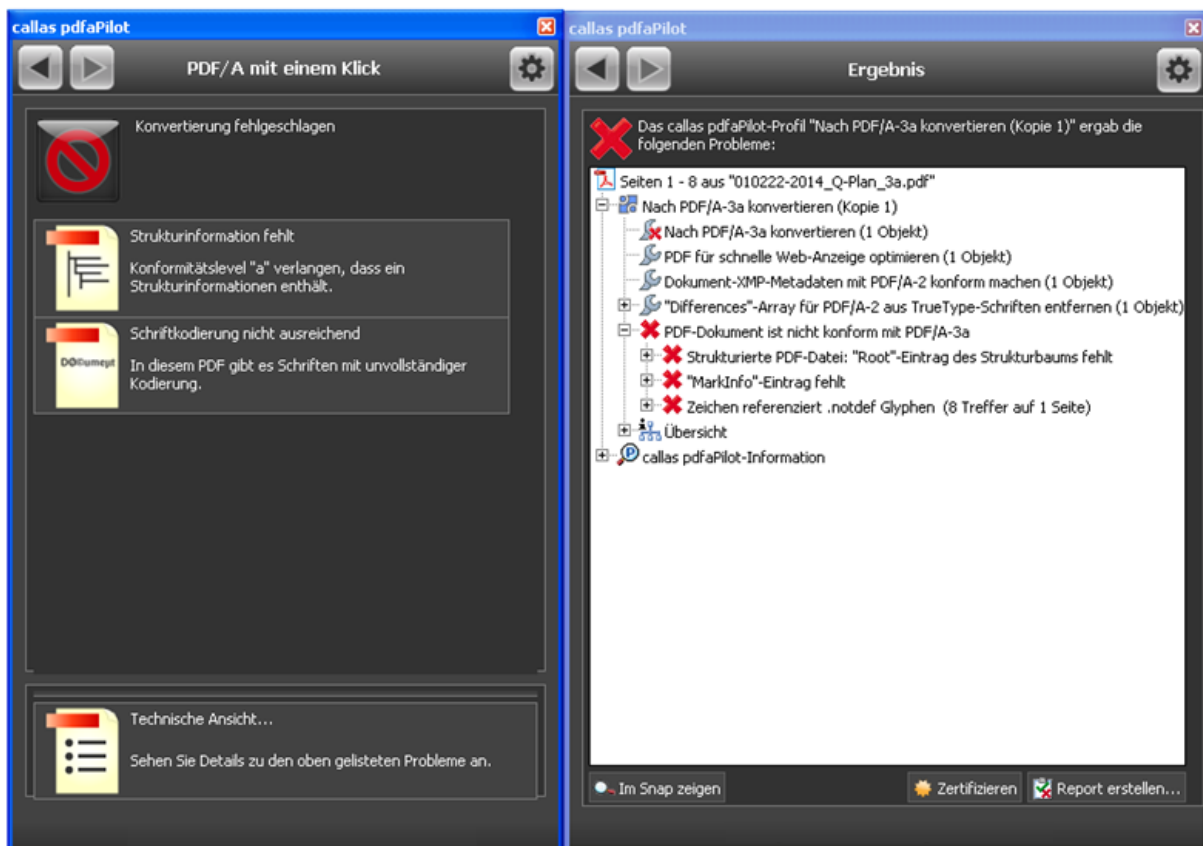 callas pdfaPilot
PDF/A mit einem Klick
Konvertierung fehlgeschlagen
Strukturinformation fehlt
Konformitätslevel "a" verlangen, dass ein
Strukturinformationen enthält.
DOCument
Schriftkodierung nicht ausreichend
In diesem PDF gibt es Schriften mit unvollständiger
Kodierung.
Technische Ansicht...
Sehen Sie Details zu den oben gelisteten Probleme an.
callas pdfaPilot
Ergebnis
Das callas pdfaPilot-Profil "Nach PDF/A-3a konvertieren (Kopie 1)" ergab die
folgenden Probleme:
Seiten 1 - 8 aus "010222-2014_Q-Plan_3a.pdf"
Nach PDF/A-3a konvertieren (Kopie 1)
Nach PDF/A-3a konvertieren (1 Objekt)
PDF für schnelle Web-Anzeige optimieren (1 Objekt)
Dokument-XMP-Metadaten mit PDF/A-2 konform machen (1 Objekt)
"Differences"-Array für PDF/A-2 aus TrueType-Schriften entfernen (1 Objekt)
PDF-Dokument ist nicht konform mit PDF/A-3a
Strukturierte PDF-Datei: "Root"-Eintrag des Strukturbaums fehlt
"MarkInfo"-Eintrag fehlt
Zeichen referenziert .notdef Glyphen (8 Treffer auf 1 Seite)
Übersicht
callas pdfaPilot-Information
Im Snap zeigen
Zertifizieren
Report erstellen...